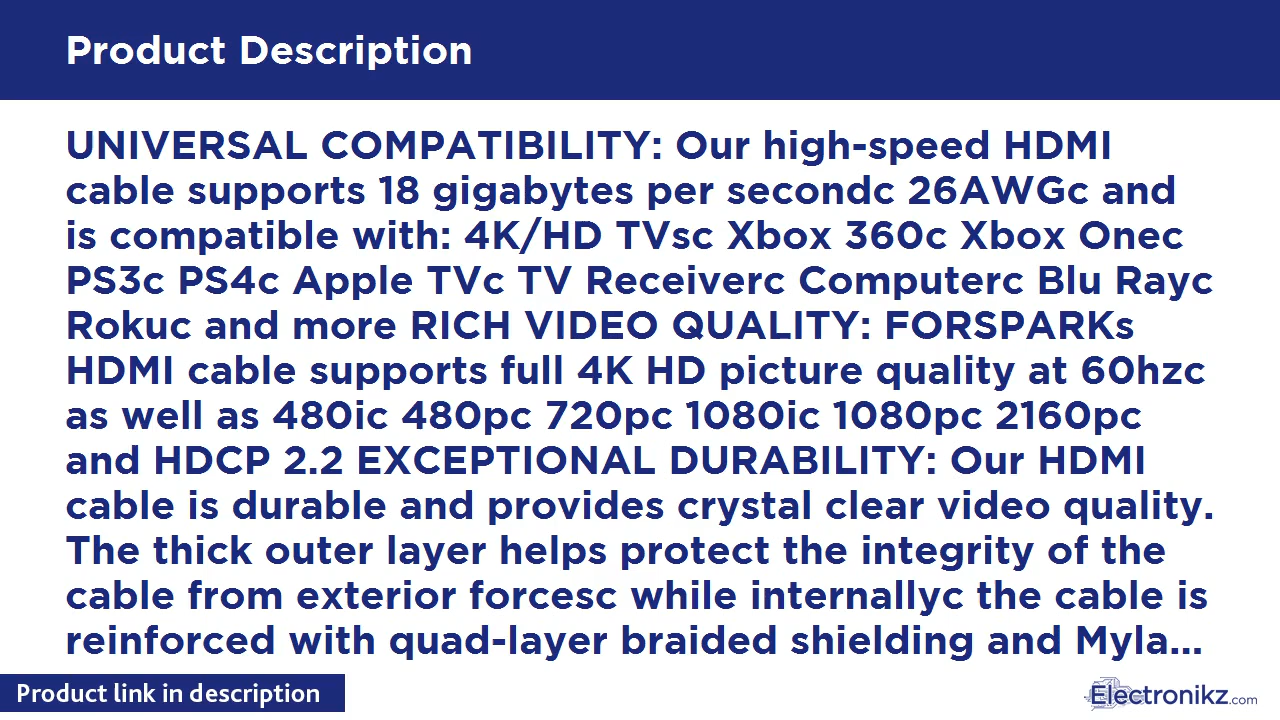 Product Description
UNIVERSAL COMPATIBILITY: Our high-speed HDMI
cable supports 18 gigabytes per secondc 26AWGc and
is compatible with: 4K/HD TVsc Xbox 360c Xbox Onec
PS3c PS4c Apple TVc TV Receiverc Computerc Blu Rayc
Rokuc and more RICH VIDEO QUALITY: FORSPARKs
HDMI cable supports full 4K HD picture quality at 60hzc
as well as 480ic 480pc 720pc 1080ic 1080pc 2160pc
and HDCP 2.2 EXCEPTIONAL DURABILITY: Our HDMI
cable is durable and provides crystal clear video quality.
The thick outer layer helps protect the integrity of the
cable from exterior forcesc while internallyc the cable is
reinforced with quad-layer braided shielding and Myla...
Product link in description
Electronikz.com